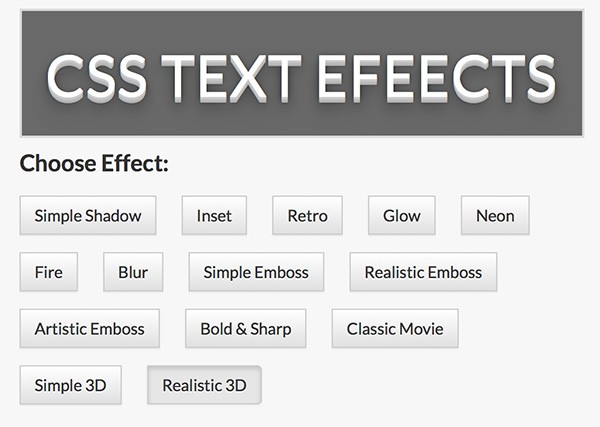 CSS TEXT EFEECTS
Choose Effect:
Simple Shadow Inset Retro Glow Neon
Fire Blur Simple Emboss Realistic Emboss
Artistic Emboss Bold & Sharp Classic Movie
Simple 3D Realistic 3D